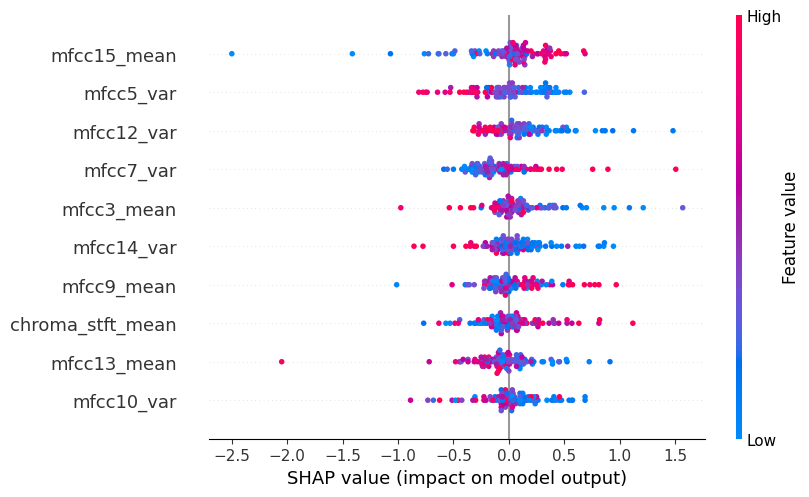 High
mfcc15_mean
mfcc5_var
mfcc12_var
mfcc7_var
mfcc3_mean
mfcc14_var
mfcc9_mean
chroma_stft_mean
mfcc13_mean
mfcc10_var
Feature value
Low
−2.5 −2.0 −1.5 −1.0 −0.5 0.0 0.5 1.0 1.5
SHAP value (impact on model output)